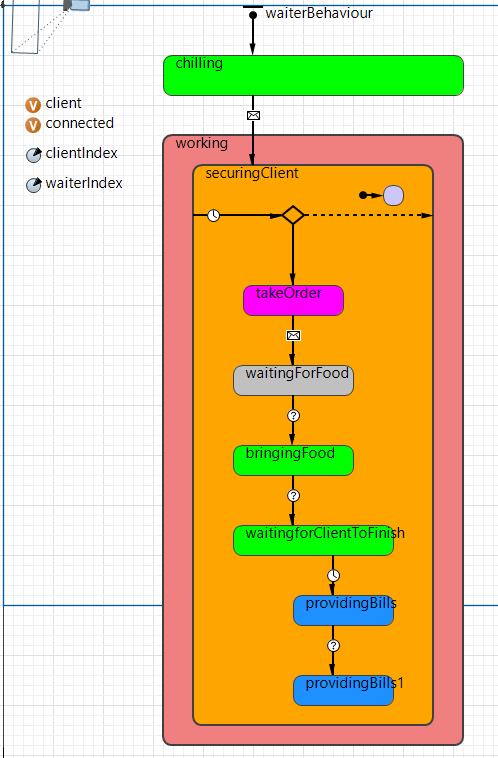 waiterBehaviour
chilling
client
connected
clientIndex
waiterIndex
working
securingClient
takeOrder
waitingForFood
bringingFood
waitingforClientToFinish
providingBills
providingBills1